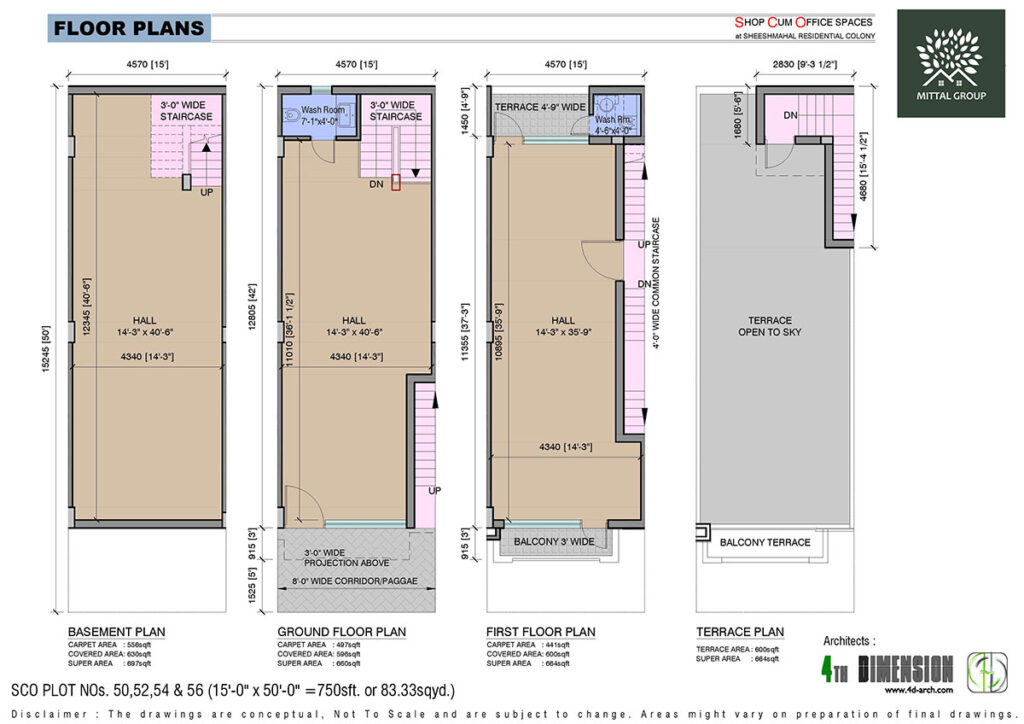 FLOOR PLANS
SHOP CUM OFFICE SPACES
at SHEESHMAHAL RESIDENTIAL COLONY
MITTAL GROUP
4570 [15']
3'-0" WIDE
STAIRCASE
UP
12345 [40'-6"]
HALL
14'-3" x 40'-6"
4340 [14'-3"]
15245 [50']
BASEMENT PLAN
CARPET AREA : 556sqft
COVERED AREA: 630sqft
SUPER AREA : 697sqft
4570 [15']
Wash Room
7'-1"x4'-0"
3'-0" WIDE
STAIRCASE
DN
12805 [42']
11010 [36'-1 1/2"]
HALL
14'-3" x 40'-6"
4340 [14'-3"]
UP
915 [3']
3'-0" WIDE
PROJECTION ABOVE
8'-0" WIDE CORRIDOR/PAGGAE
1525 [5']
GROUND FLOOR PLAN
CARPET AREA : 497sqft
COVERED AREA: 596sqft
SUPER AREA : 660sqft
4570 [15']
1450 [4'-9"]
TERRACE 4'-9" WIDE
Wash Rm.
4'-6"x4'-0"
UP
DN
4'-0" WIDE COMMON STAIRCASE
11355 [37'-3"]
10895 [35'-9"]
HALL
14'-3" x 35'-9"
4340 [14'-3"]
915 [3']
BALCONY 3' WIDE
FIRST FLOOR PLAN
CARPET AREA : 441sqft
COVERED AREA: 600sqft
SUPER AREA : 664sqft
2830 [9'-3 1/2"]
1680 [5'-6"]
DN
4680 [15'-4 1/2"]
TERRACE
OPEN TO SKY
BALCONY TERRACE
TERRACE PLAN
TERRACE AREA : 600sqft
SUPER AREA : 664sqft
Architects :
4TH DIMENSION
www.4d-arch.com
SCO PLOT NOs. 50,52,54 & 56 (15'-0" x 50'-0" =750sft. or 83.33sqyd.)
Disclaimer : The drawings are conceptual, Not To Scale and are subject to change. Areas might vary on preparation of final drawings.